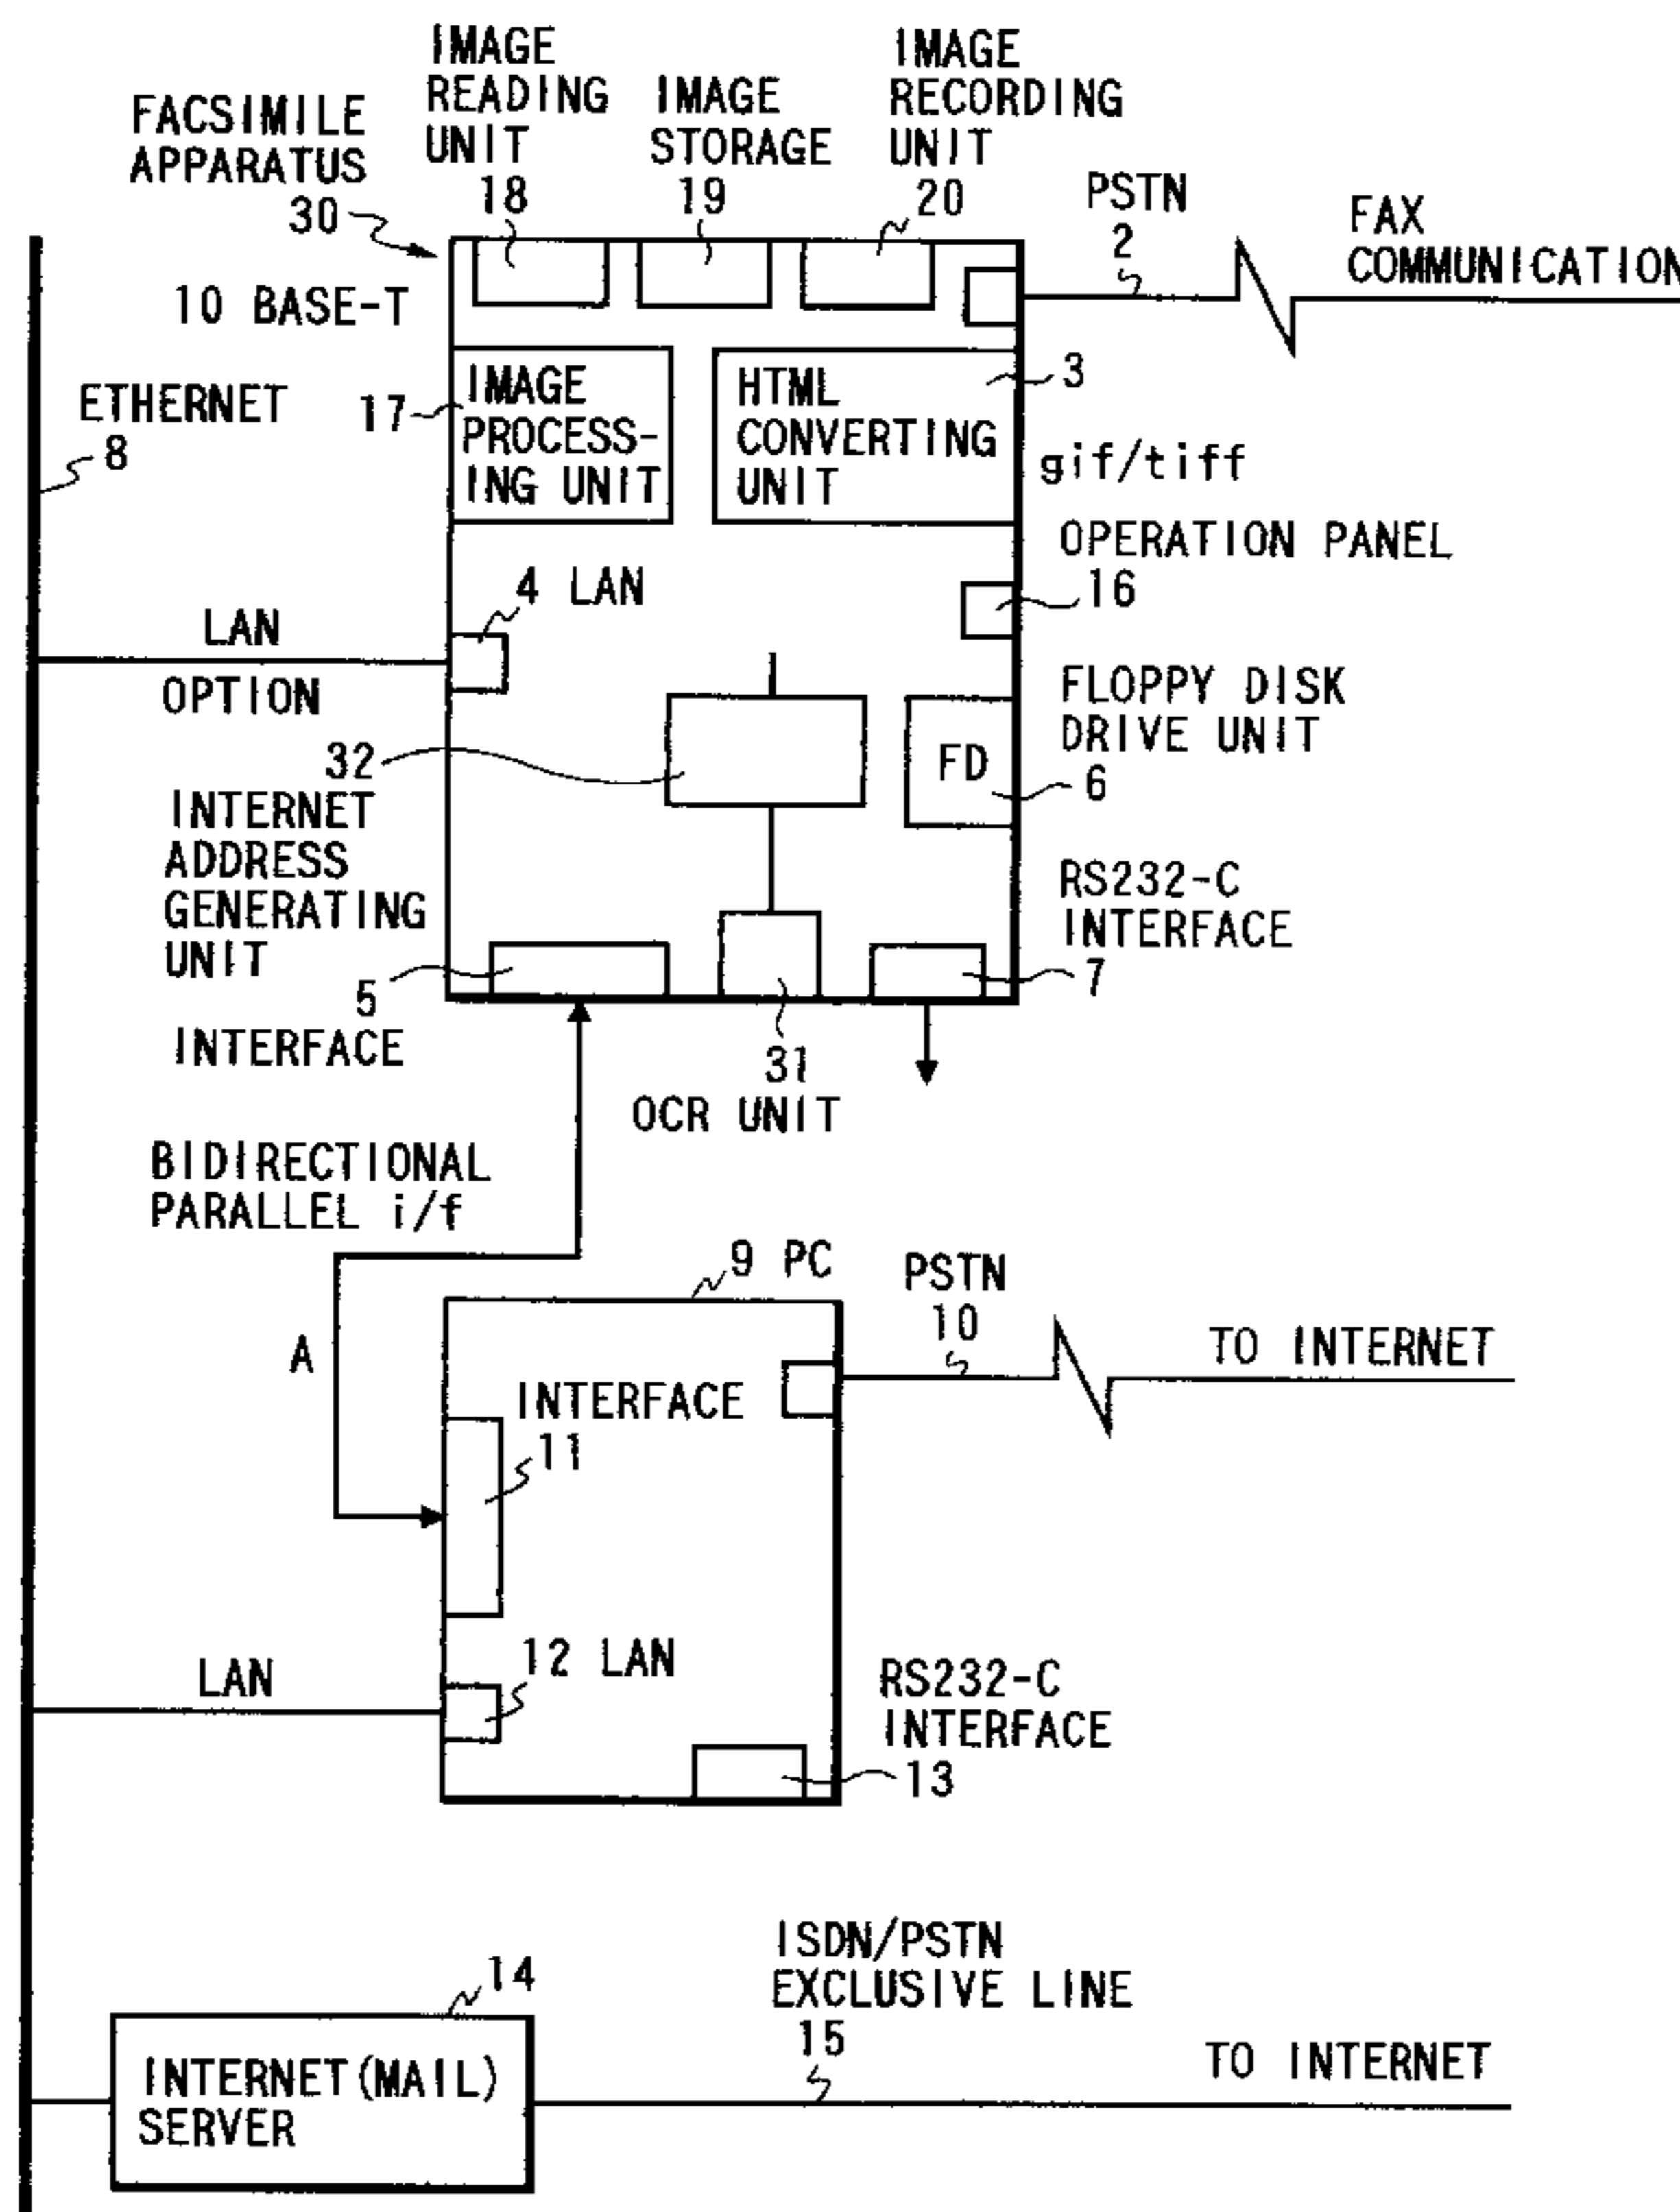 FACSIMILE
APPARATUS
30
IMAGE
READING
UNIT
18
IMAGE
STORAGE
19
IMAGE
RECORDING
UNIT
20
PSTN
2
FAX
COMMUNICATION
10 BASE-T
ETHERNET
8
17
IMAGE
PROCESS-
ING UNIT
HTML
CONVERTING
UNIT
3
gif/tiff
OPERATION PANEL
16
4 LAN
LAN
OPTION
FLOPPY DISK
DRIVE UNIT
6
FD
32
INTERNET
ADDRESS
GENERATING
UNIT
RS232-C
INTERFACE
7
5
INTERFACE
31
OCR UNIT
BIDIRECTIONAL
PARALLEL i/f
A
9 PC
PSTN
10
TO INTERNET
INTERFACE
11
12 LAN
LAN
RS232-C
INTERFACE
13
14
INTERNET(MAIL)
SERVER
ISDN/PSTN
EXCLUSIVE LINE
15
TO INTERNET